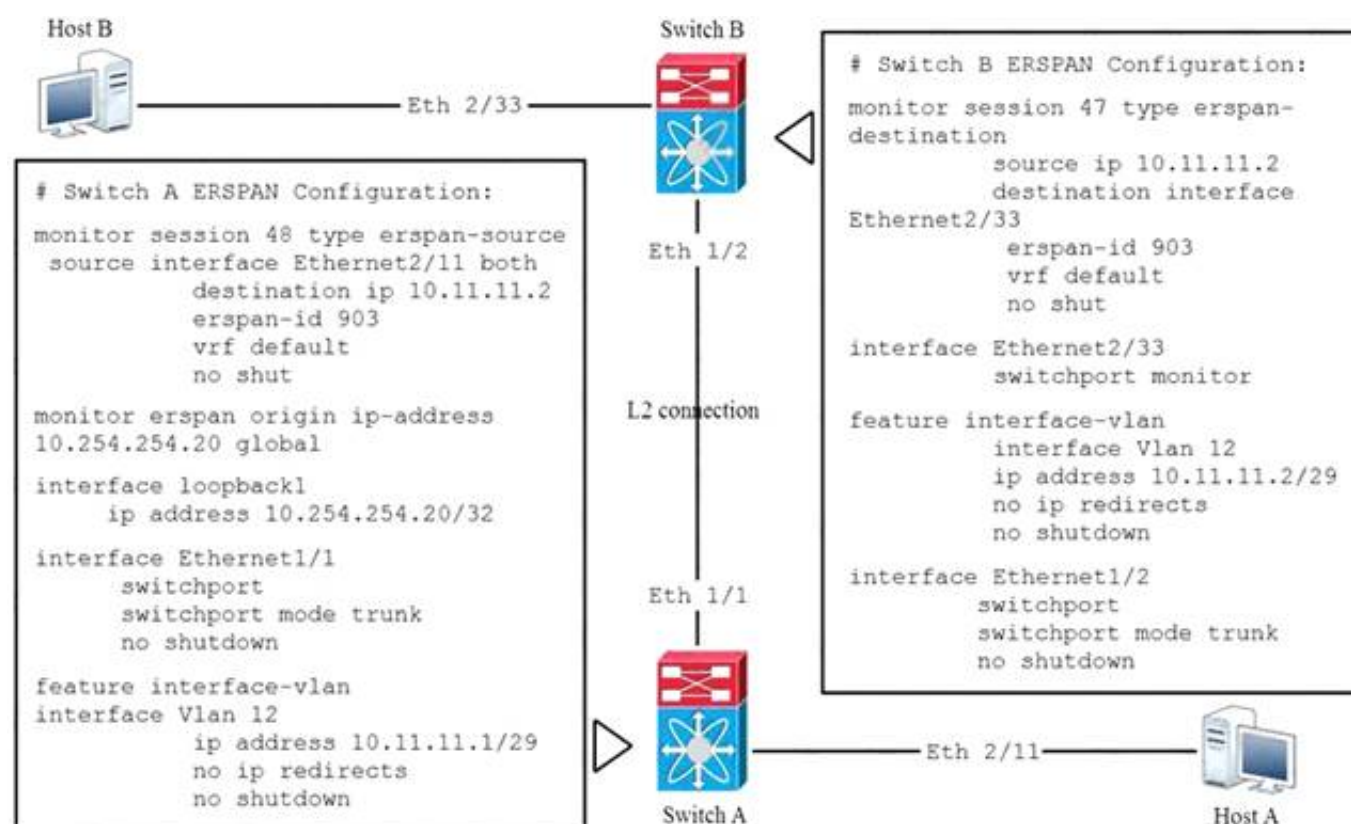 Host B
Switch B
Eth 2/33
# Switch B ERSPAN Configuration:
monitor session 47 type erspan-
destination
source ip 10.11.11.2
destination interface
Ethernet2/33
erspan-id 903
vrf default
no shut
interface Ethernet2/33
switchport monitor
feature interface-vlan
interface Vlan 12
ip address 10.11.11.2/29
no ip redirects
no shutdown
interface Ethernet1/2
switchport
switchport mode trunk
no shutdown
# Switch A ERSPAN Configuration:
monitor session 48 type erspan-source
source interface Ethernet2/11 both
destination ip 10.11.11.2
erspan-id 903
vrf default
no shut
monitor erspan origin ip-address
10.254.254.20 global
interface loopback1
ip address 10.254.254.20/32
interface Ethernet1/1
switchport
switchport mode trunk
no shutdown
feature interface-vlan
interface Vlan 12
ip address 10.11.11.1/29
no ip redirects
no shutdown
Eth 1/2
L2 connection
Eth 1/1
Eth 2/11
Switch A
Host A